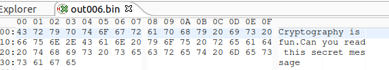 out006.bin
00 01 02 03 04 05 06 07 08 09 0A 0B 0C 0D 0E 0F
00: 43 72 79 70 74 6F 67 72 61 70 68 79 20 69 73 20 Cryptography is
10: 66 75 6E 2E 43 61 6E 20 79 6F 75 20 72 65 61 64 fun.Can you read
20: 20 74 68 69 73 20 73 65 63 72 65 74 20 6D 65 73 this secret mes
30: 73 61 67 65 sage